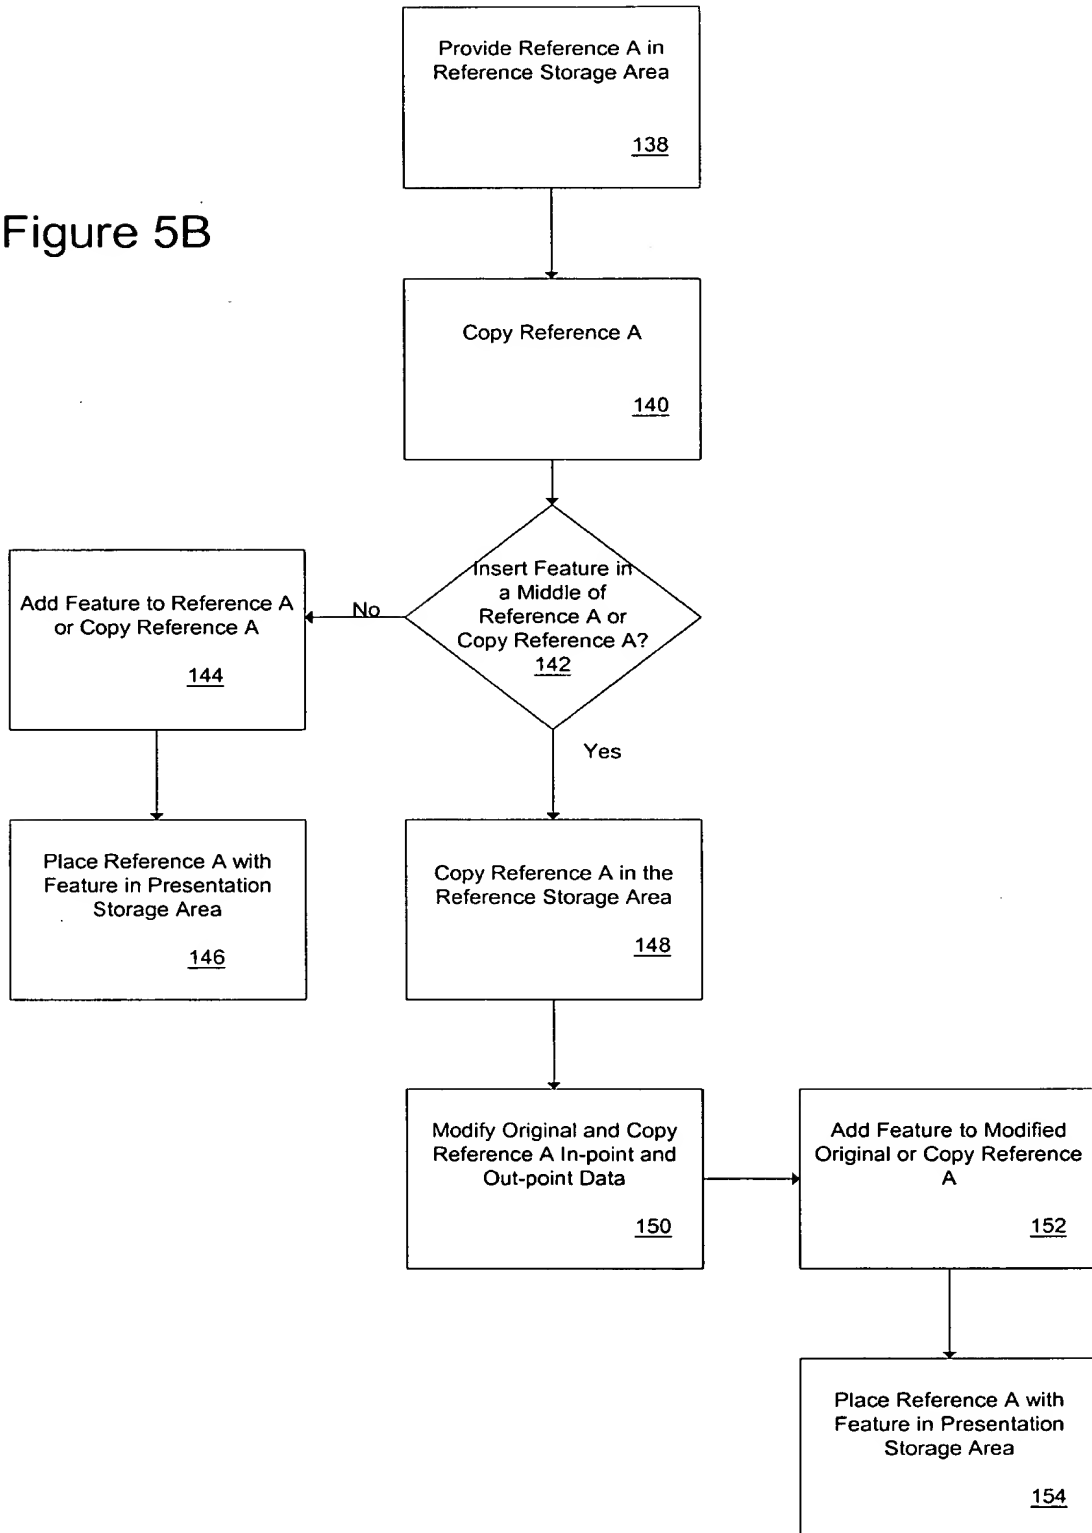 Provide Reference A in
Reference Storage Area
138
Figure 5B
Copy Reference A
140
Insert Feature in
a Middle of
Reference A or
Copy Reference A?
142
No
Add Feature to Reference A
or Copy Reference A
144
Yes
Place Reference A with
Feature in Presentation
Storage Area
146
Copy Reference A in the
Reference Storage Area
148
Modify Original and Copy
Reference A In-point and
Out-point Data
150
Add Feature to Modified
Original or Copy Reference
A
152
Place Reference A with
Feature in Presentation
Storage Area
154